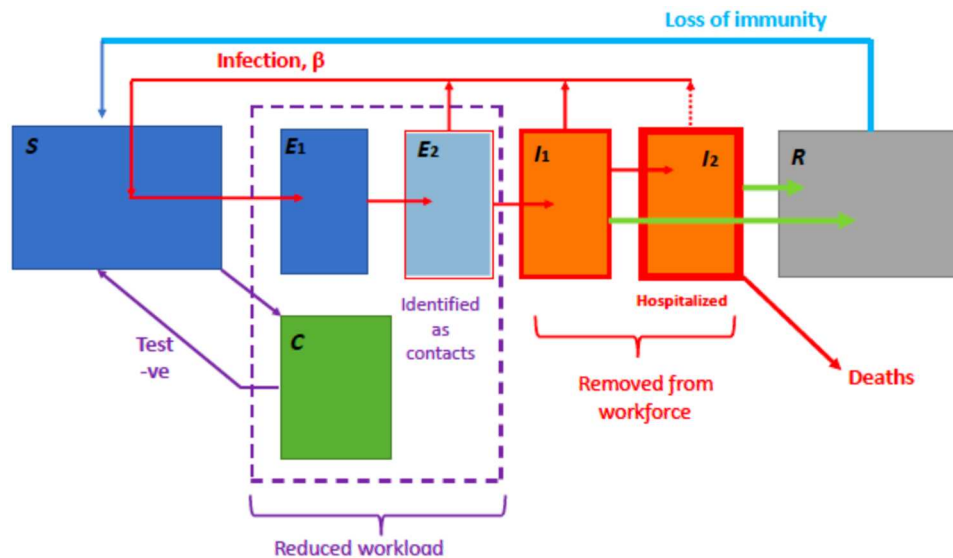 Loss of immunity
Infection, β
S
E1
E2
I1
I2
R
Hospitalized
Identified
as
contacts
C
Test
-ve
Removed from
workforce
Deaths
Reduced workload